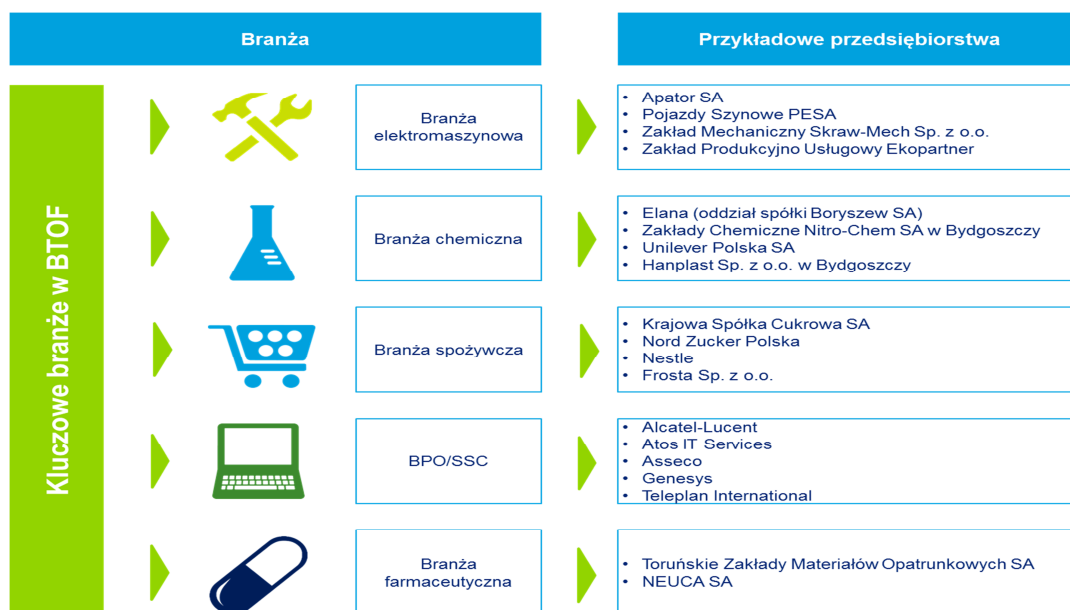 Branża
Przykładowe przedsiębiorstwa
Kluczowe branże w BTOF
Branża
elektromaszynowa
• Apator SA
• Pojazdy Szynowe PESA
• Zakład Mechaniczny Skraw-Mech Sp. z o.o.
• Zakład Produkcyjno Usługowy Ekopartner
Branża chemiczna
• Elana (oddział spółki Boryszew SA)
• Zakłady Chemiczne Nitro-Chem SA w Bydgoszczy
• Unilever Polska SA
• Hanplast Sp. z o.o. w Bydgoszczy
Branża spożywcza
• Krajowa Spółka Cukrowa SA
• Nord Zucker Polska
• Nestle
• Frosta Sp. z o.o.
BPO/SSC
• Alcatel-Lucent
• Atos IT Services
• Asseco
• Genesys
• Teleplan International
Branża
farmaceutyczna
• Toruńskie Zakłady Materiałów Opatrunkowych SA
• NEUCA SA